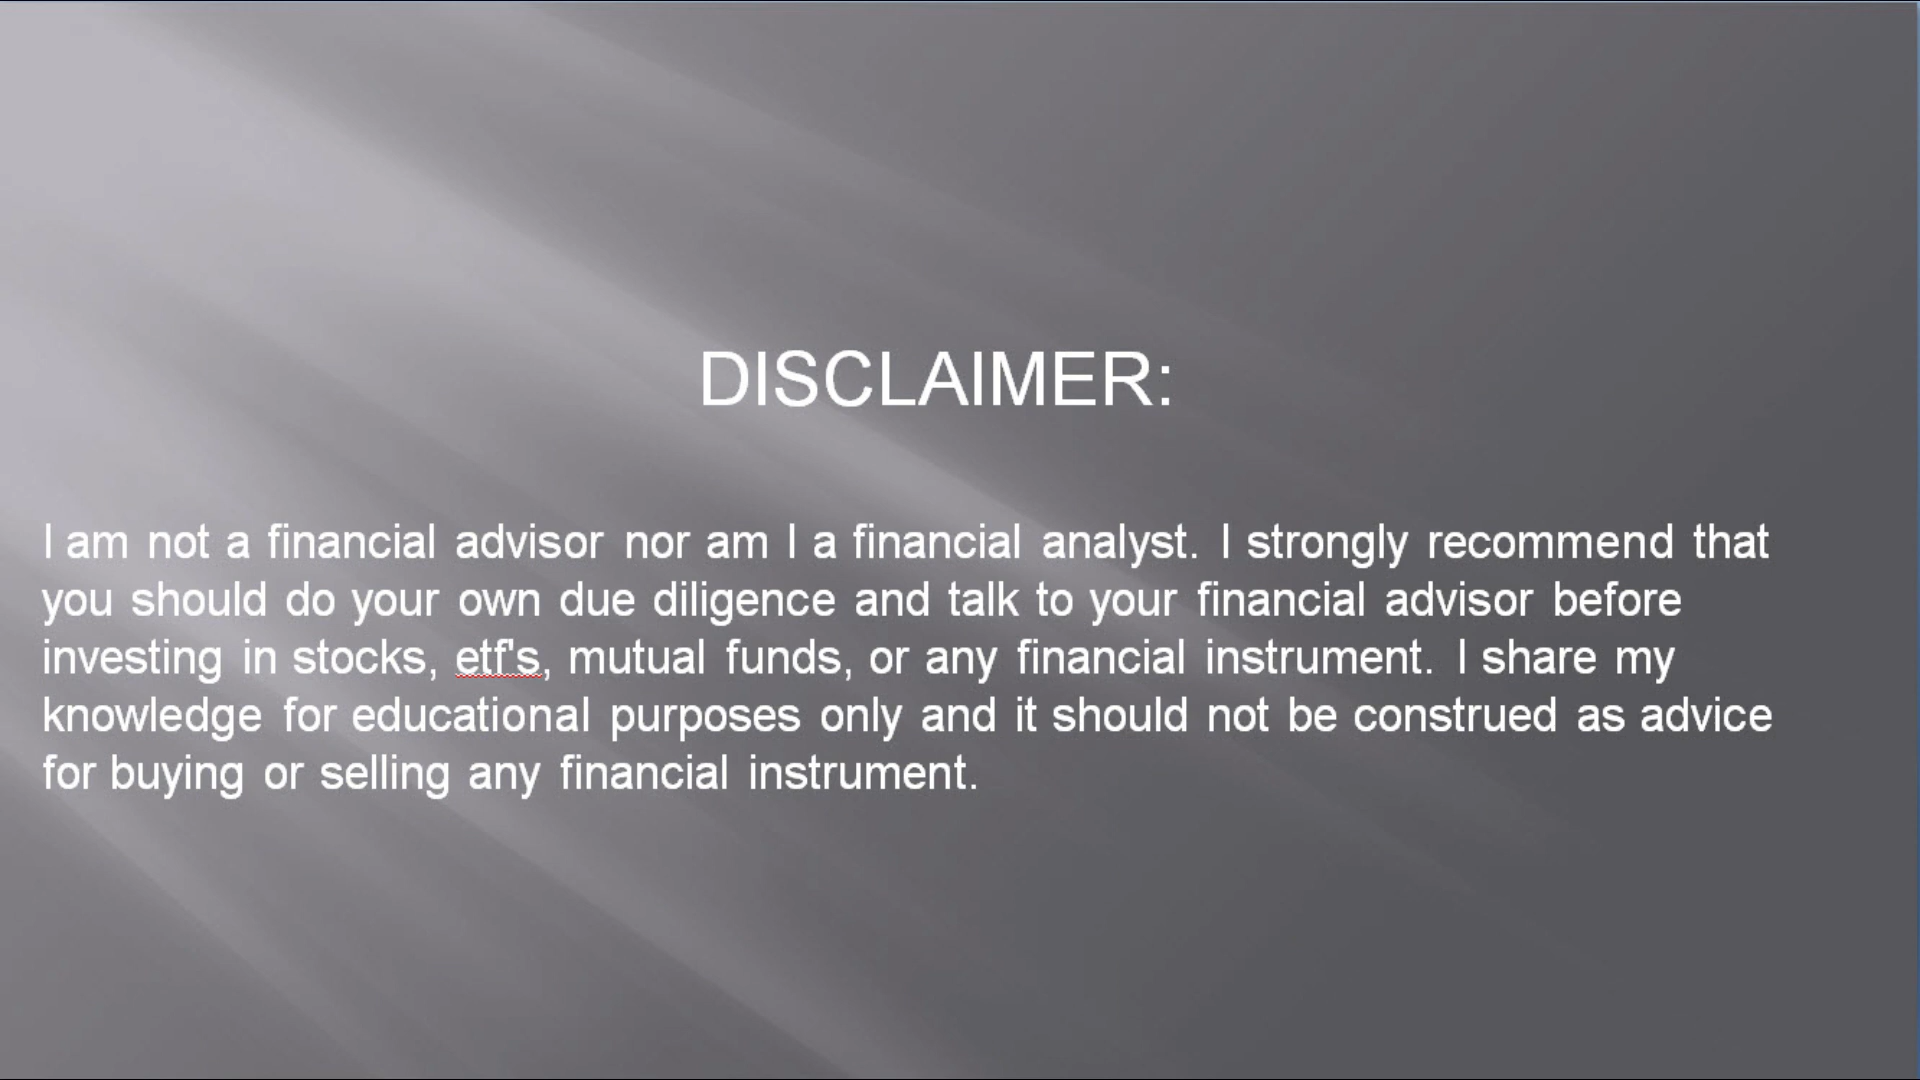 DISCLAIMER:
I am not a financial advisor nor am I a financial analyst. I strongly recommend that
you should do your own due diligence and talk to your financial advisor before
investing in stocks, etf's, mutual funds, or any financial instrument. I share my
knowledge for educational purposes only and it should not be construed as advice
for buying or selling any financial instrument.